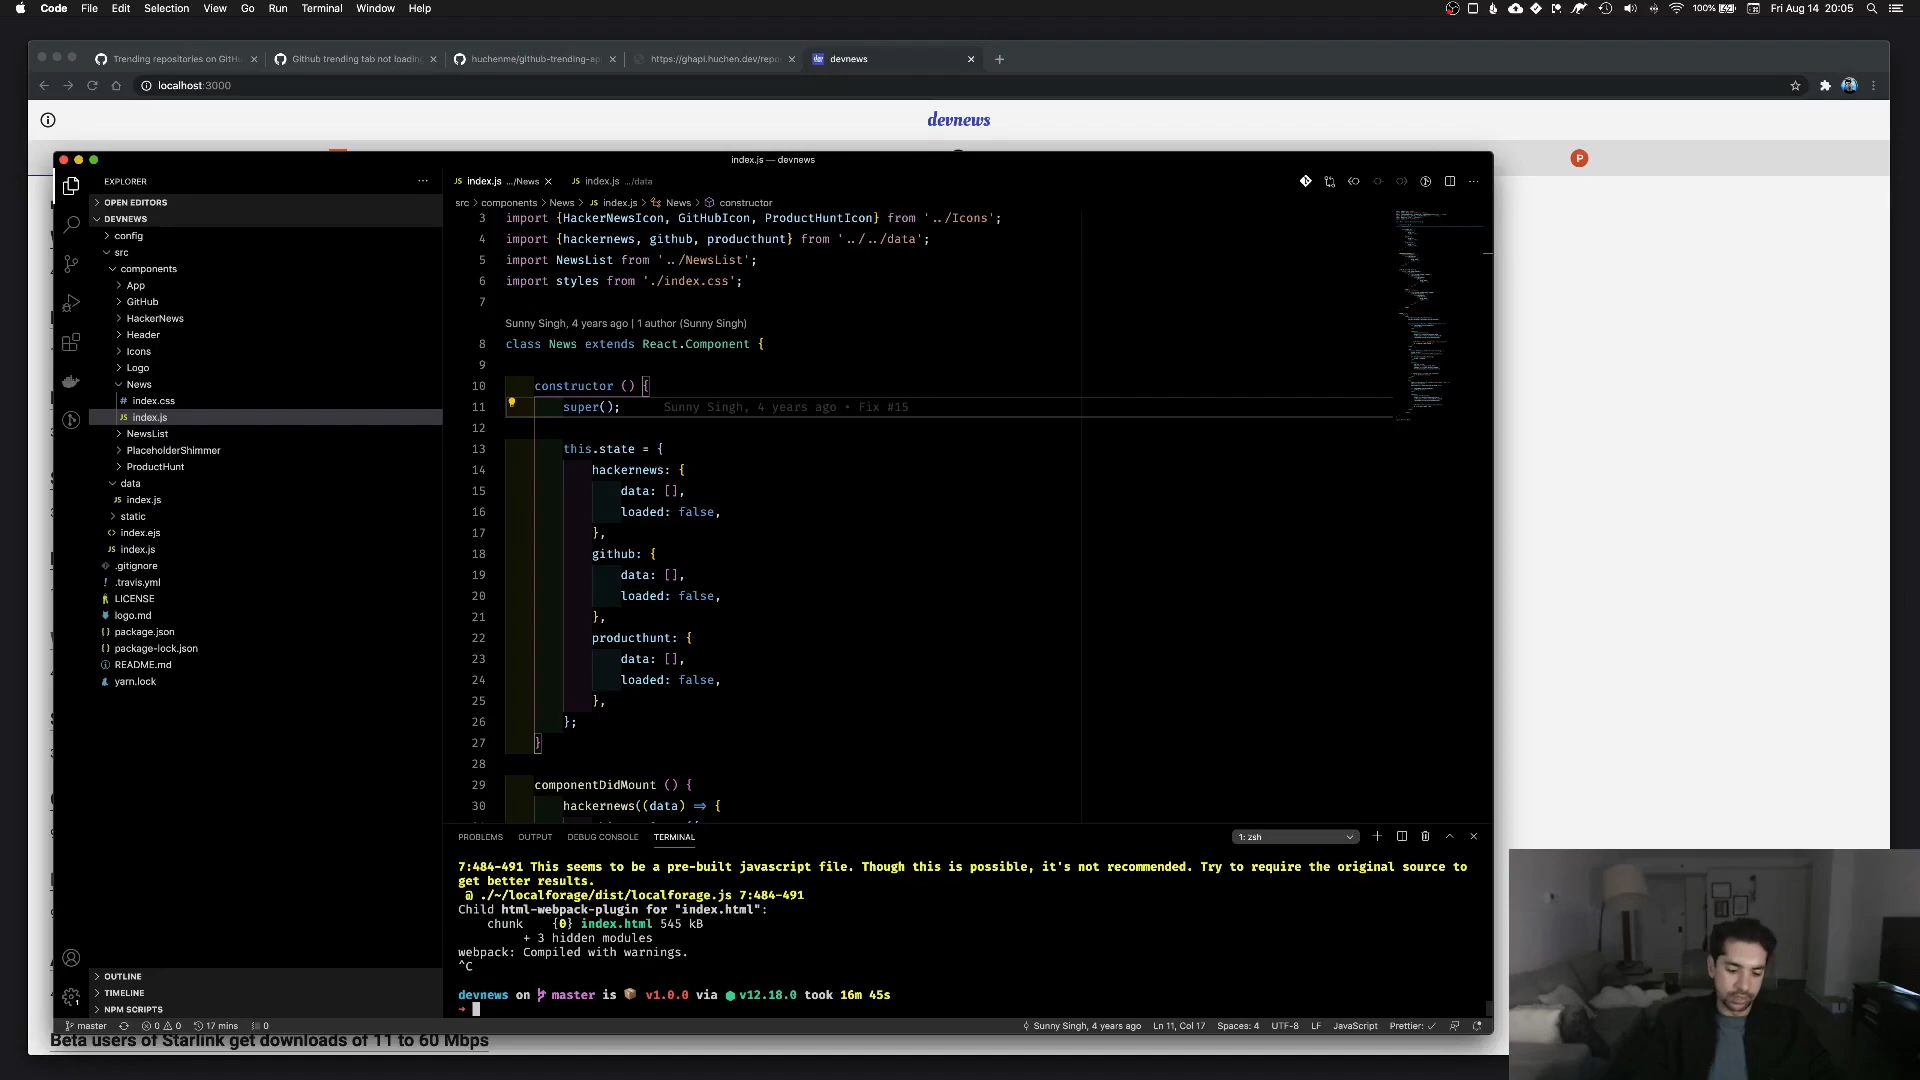 Code File Edit Selection View Go Run Terminal Window Help
100% Fri Aug 14 20:05
Trending repositories on GitH
Github trending tab not loading
huchenme/github-trending-ap
https://ghapi.huchen.dev/repo
devnews
localhost:3000
devnews
P
index.js — devnews
EXPLORER
OPEN EDITORS
DEVNEWS
config
src
components
App
GitHub
HackerNews
Header
Icons
Logo
News
# index.css
JS index.js
NewsList
PlaceholderShimmer
ProductHunt
data
JS index.js
static
<> index.ejs
JS index.js
.gitignore
! .travis.yml
LICENSE
logo.md
package.json
package-lock.json
README.md
yarn.lock
OUTLINE
TIMELINE
NPM SCRIPTS
JS index.js .../News
JS index.js .../data
src > components > News > JS index.js > News > constructor
3 import {HackerNewsIcon, GitHubIcon, ProductHuntIcon} from '../Icons';
4 import {hackernews, github, producthunt} from '../../data';
5 import NewsList from '../NewsList';
6 import styles from './index.css';
7
Sunny Singh, 4 years ago | 1 author (Sunny Singh)
8 class News extends React.Component {
9
10 constructor () {
11 super(); Sunny Singh, 4 years ago • Fix #15
12
13 this.state = {
14 hackernews: {
15 data: [],
16 loaded: false,
17 },
18 github: {
19 data: [],
20 loaded: false,
21 },
22 producthunt: {
23 data: [],
24 loaded: false,
25 },
26 };
27 }
28
29 componentDidMount () {
30 hackernews((data) => {
PROBLEMS OUTPUT DEBUG CONSOLE TERMINAL
1: zsh
7:484-491 This seems to be a pre-built javascript file. Though this is possible, it's not recommended. Try to require the original source to
get better results.
@ ./~/localforage/dist/localforage.js 7:484-491
Child html-webpack-plugin for "index.html":
chunk {0} index.html 545 kB
+ 3 hidden modules
webpack: Compiled with warnings.
^C
devnews on master is v1.0.0 via v12.18.0 took 16m 45s
➜
master 0 0 17 mins 0
Sunny Singh, 4 years ago Ln 11, Col 17 Spaces: 4 UTF-8 LF JavaScript Prettier: ✓
Beta users of Starlink get downloads of 11 to 60 Mbps